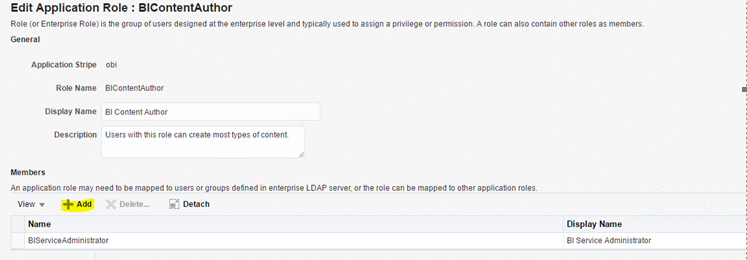 Edit Application Role : BIContentAuthor
Role (or Enterprise Role) is the group of users designed at the enterprise level and typically used to assign a privilege or permission. A role can also contain other roles as members.
General
Application Stripe obi
Role Name BIContentAuthor
Display Name BI Content Author
Description Users with this role can create most types of content.
Members
An application role may need to be mapped to users or groups defined in enterprise LDAP server, or the role can be mapped to other application roles.
View Add Delete... Detach
Name Display Name
BIServiceAdministrator BI Service Administrator